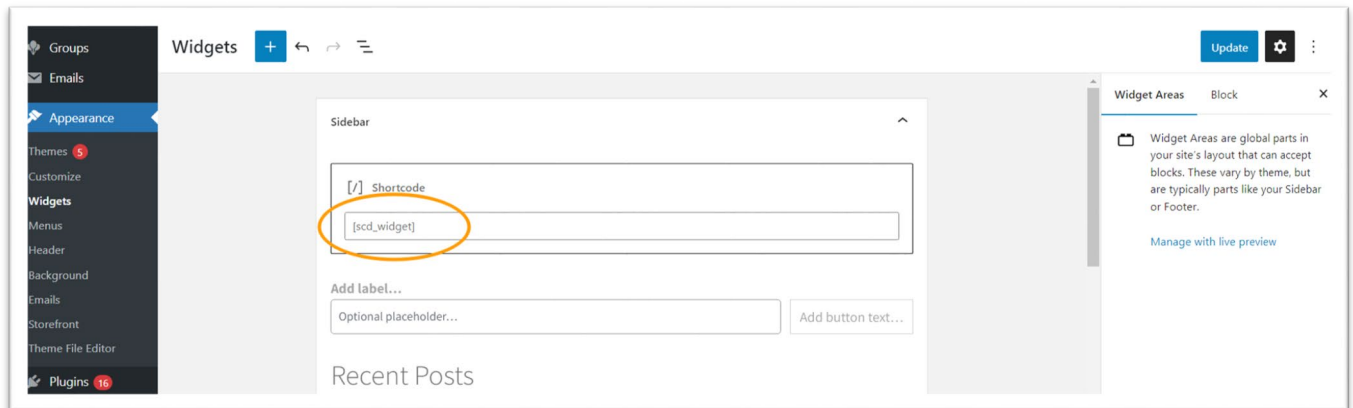 Groups
Emails
Appearance
Themes 5
Customize
Widgets
Menus
Header
Background
Emails
Storefront
Theme File Editor
Plugins 16
Widgets
Update
Sidebar
[/] Shortcode
[scd_widget]
Add label...
Optional placeholder...
Add button text...
Recent Posts
Widget Areas
Block
Widget Areas are global parts in
your site's layout that can accept
blocks. These vary by theme, but
are typically parts like your Sidebar
or Footer.
Manage with live preview